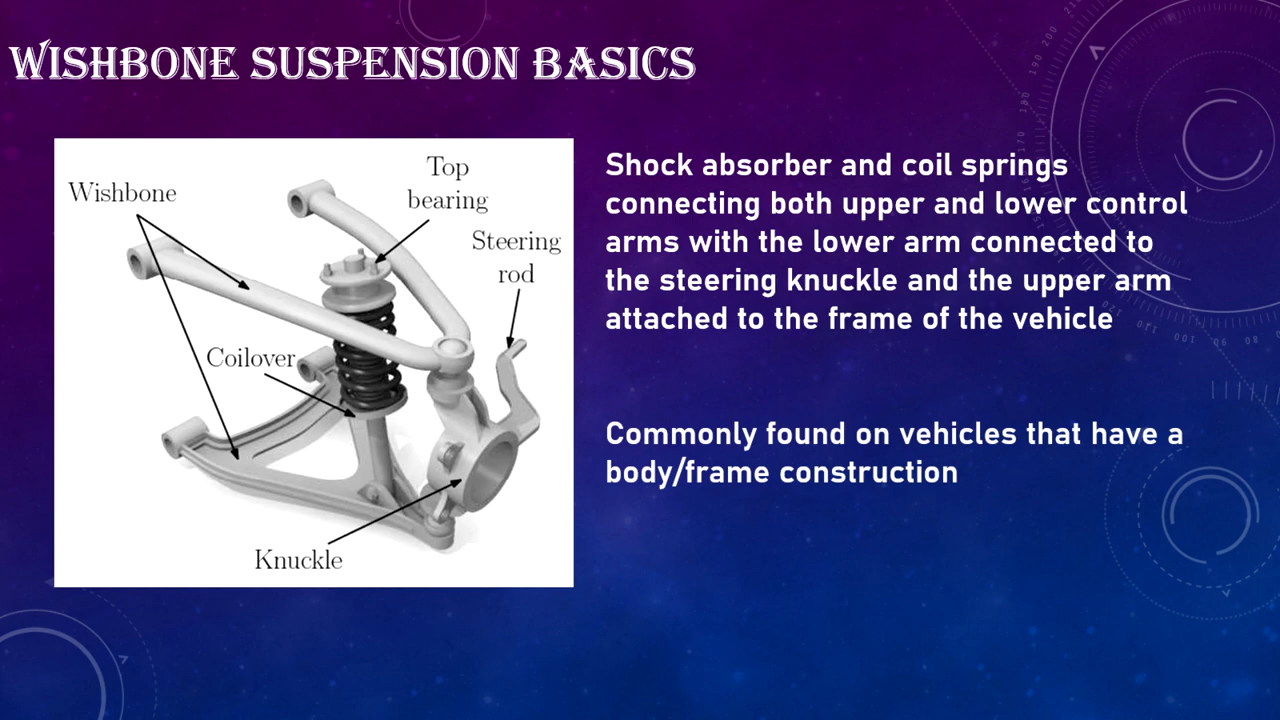 WISHBONE SUSPENSION BASICS
Wishbone
Top
bearing
Steering
rod
Coilover
Knuckle
Shock absorber and coil springs
connecting both upper and lower control
arms with the lower arm connected to
the steering knuckle and the upper arm
attached to the frame of the vehicle
Commonly found on vehicles that have a
body/frame construction